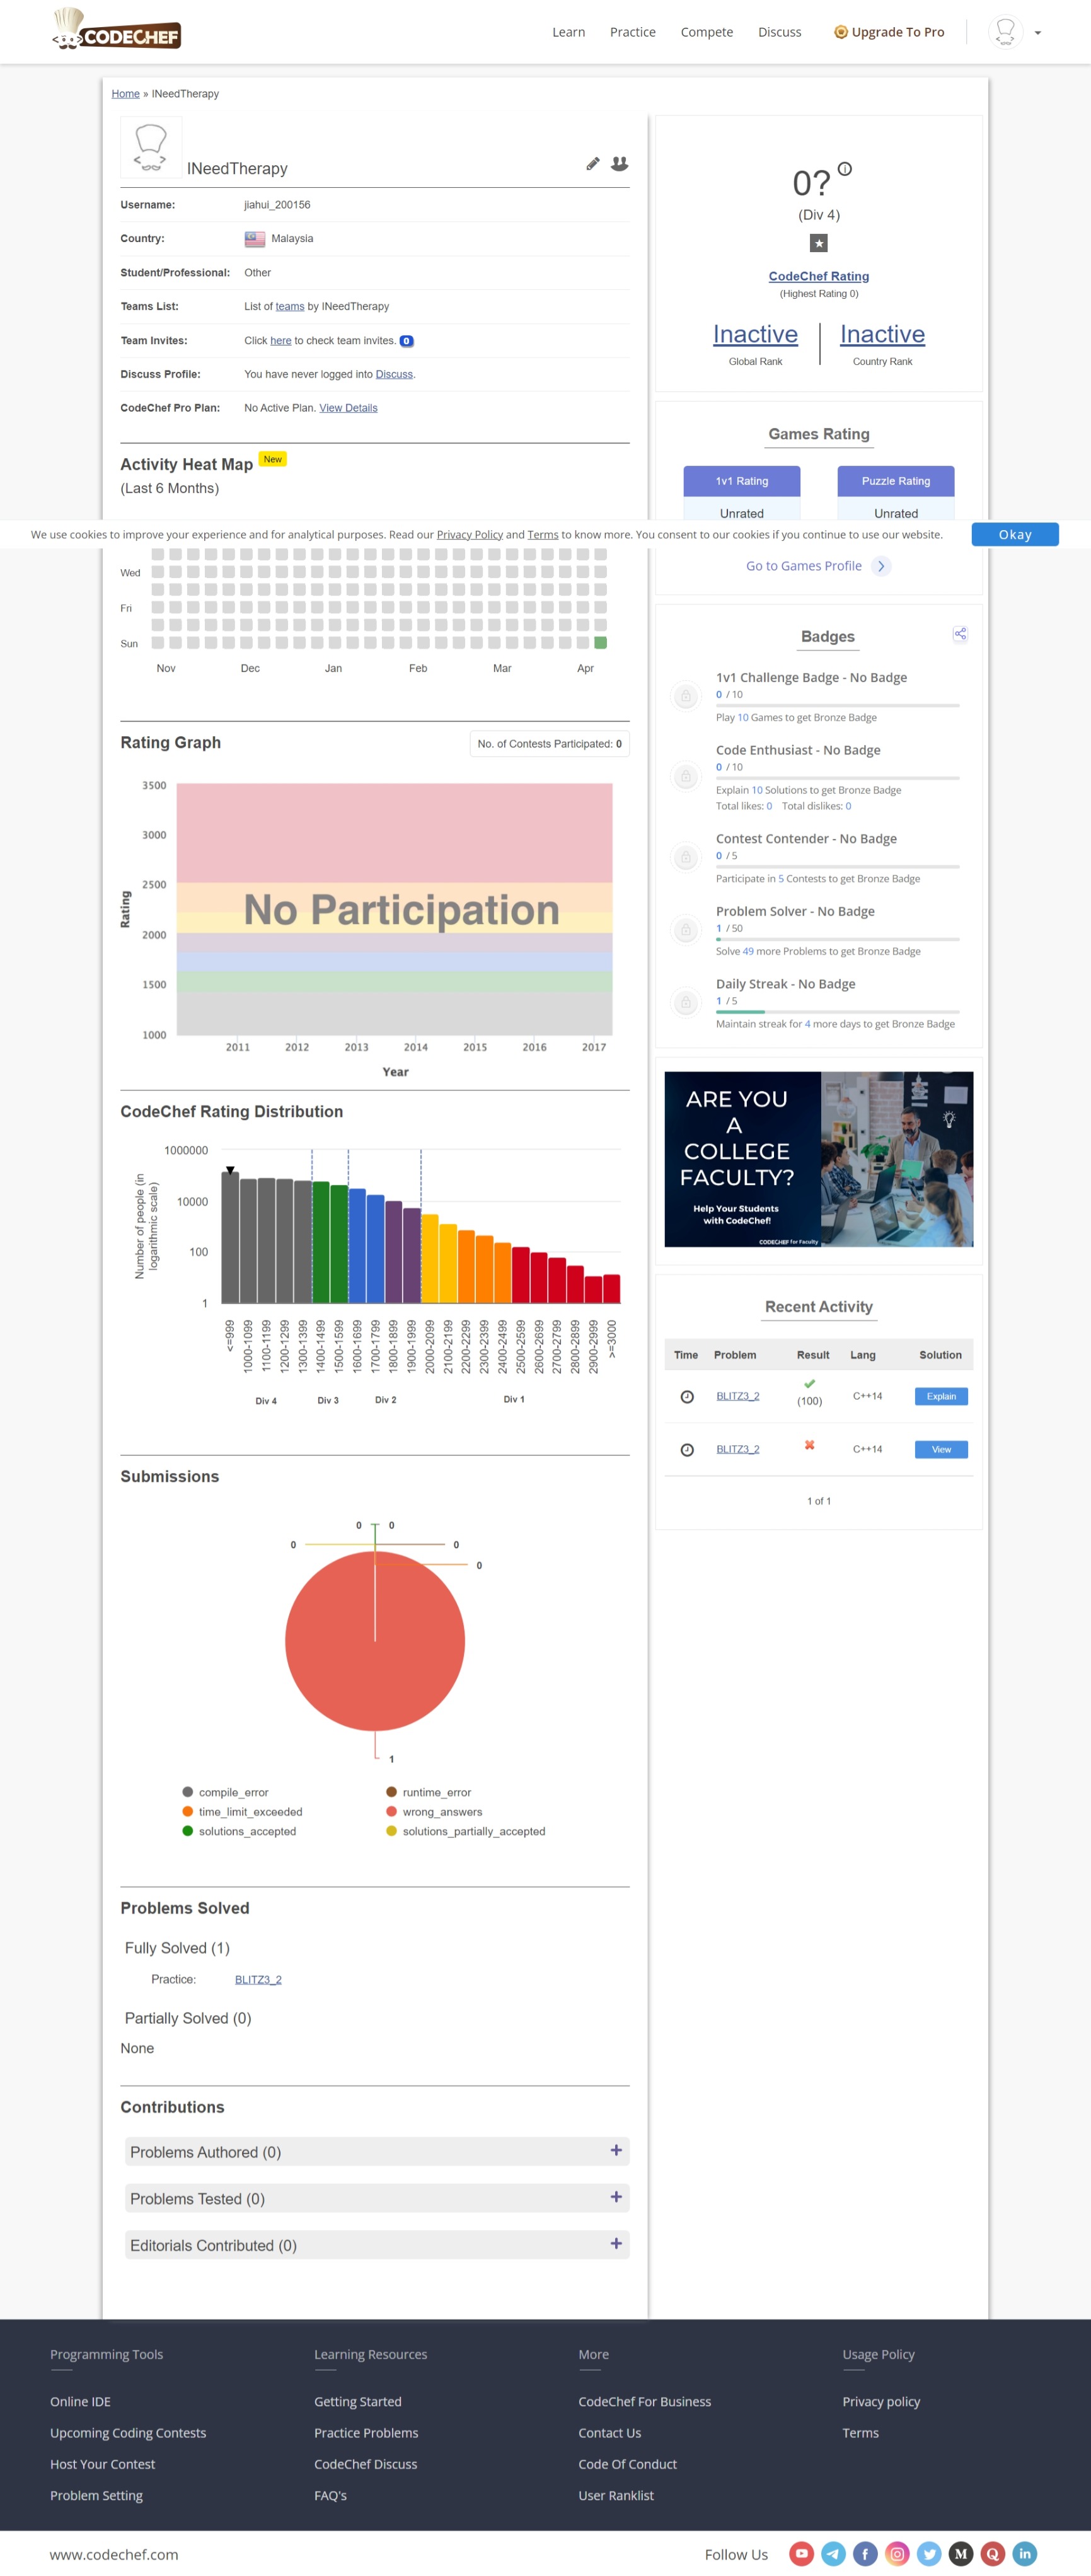 CODECHEF
Learn
Practice
Compete
Discuss
Upgrade To Pro
Home » INeedTherapy
INeedTherapy
Username: jiahui_200156
Country: Malaysia
Student/Professional: Other
Teams List: List of teams by INeedTherapy
Team Invites: Click here to check team invites. 0
Discuss Profile: You have never logged into Discuss.
CodeChef Pro Plan: No Active Plan. View Details
Activity Heat Map New
(Last 6 Months)
0?
(Div 4)
CodeChef Rating
(Highest Rating 0)
Inactive Inactive
Global Rank Country Rank
Games Rating
1v1 Rating Puzzle Rating
Unrated Unrated
We use cookies to improve your experience and for analytical purposes. Read our Privacy Policy and Terms to know more. You consent to our cookies if you continue to use our website. Okay
Go to Games Profile
Wed
Fri
Sun
Nov Dec Jan Feb Mar Apr
Rating Graph
No. of Contests Participated: 0
3500
3000
2500
2000
1500
1000
Rating
No Participation
2011 2012 2013 2014 2015 2016 2017
Year
CodeChef Rating Distribution
Number of people (in
logarithmic scale)
1000000
10000
100
1
<=999 1000-1099 1100-1199 1200-1299 1300-1399 1400-1499 1500-1599 1600-1699 1700-1799 1800-1899 1900-1999 2000-2099 2100-2199 2200-2299 2300-2399 2400-2499 2500-2599 2600-2699 2700-2799 2800-2899 2900-2999 >=3000
Div 4 Div 3 Div 2 Div 1
Submissions
0 0
0 0
0
1
compile_error runtime_error
time_limit_exceeded wrong_answers
solutions_accepted solutions_partially_accepted
Problems Solved
Fully Solved (1)
Practice: BLITZ3_2
Partially Solved (0)
None
Contributions
Problems Authored (0) +
Problems Tested (0) +
Editorials Contributed (0) +
Badges
1v1 Challenge Badge - No Badge
0 / 10
Play 10 Games to get Bronze Badge
Code Enthusiast - No Badge
0 / 10
Explain 10 Solutions to get Bronze Badge
Total likes: 0 Total dislikes: 0
Contest Contender - No Badge
0 / 5
Participate in 5 Contests to get Bronze Badge
Problem Solver - No Badge
1 / 50
Solve 49 more Problems to get Bronze Badge
Daily Streak - No Badge
1 / 5
Maintain streak for 4 more days to get Bronze Badge
ARE YOU
A
COLLEGE
FACULTY?
Help Your Students
with CodeChef!
CODECHEF for Faculty
Recent Activity
Time Problem Result Lang Solution
BLITZ3_2 (100) C++14 Explain
BLITZ3_2 C++14 View
1 of 1
Programming Tools
Online IDE
Upcoming Coding Contests
Host Your Contest
Problem Setting
Learning Resources
Getting Started
Practice Problems
CodeChef Discuss
FAQ's
More
CodeChef For Business
Contact Us
Code Of Conduct
User Ranklist
Usage Policy
Privacy policy
Terms
www.codechef.com
Follow Us
f
M
Q
in